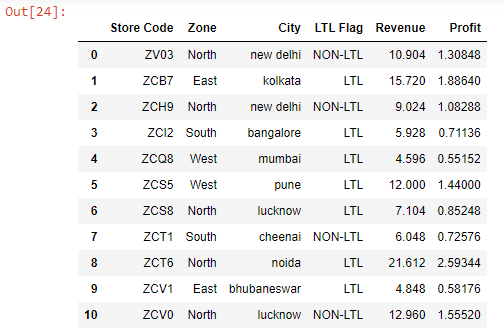 Out[24]:
Store Code Zone City LTL Flag Revenue Profit
0 ZV03 North new delhi NON-LTL 10.904 1.30848
1 ZCB7 East kolkata LTL 15.720 1.88640
2 ZCH9 North new delhi NON-LTL 9.024 1.08288
3 ZCI2 South bangalore LTL 5.928 0.71136
4 ZCQ8 West mumbai LTL 4.596 0.55152
5 ZCS5 West pune LTL 12.000 1.44000
6 ZCS8 North lucknow LTL 7.104 0.85248
7 ZCT1 South cheenai NON-LTL 6.048 0.72576
8 ZCT6 North noida LTL 21.612 2.59344
9 ZCV1 East bhubaneswar LTL 4.848 0.58176
10 ZCV0 North lucknow NON-LTL 12.960 1.55520